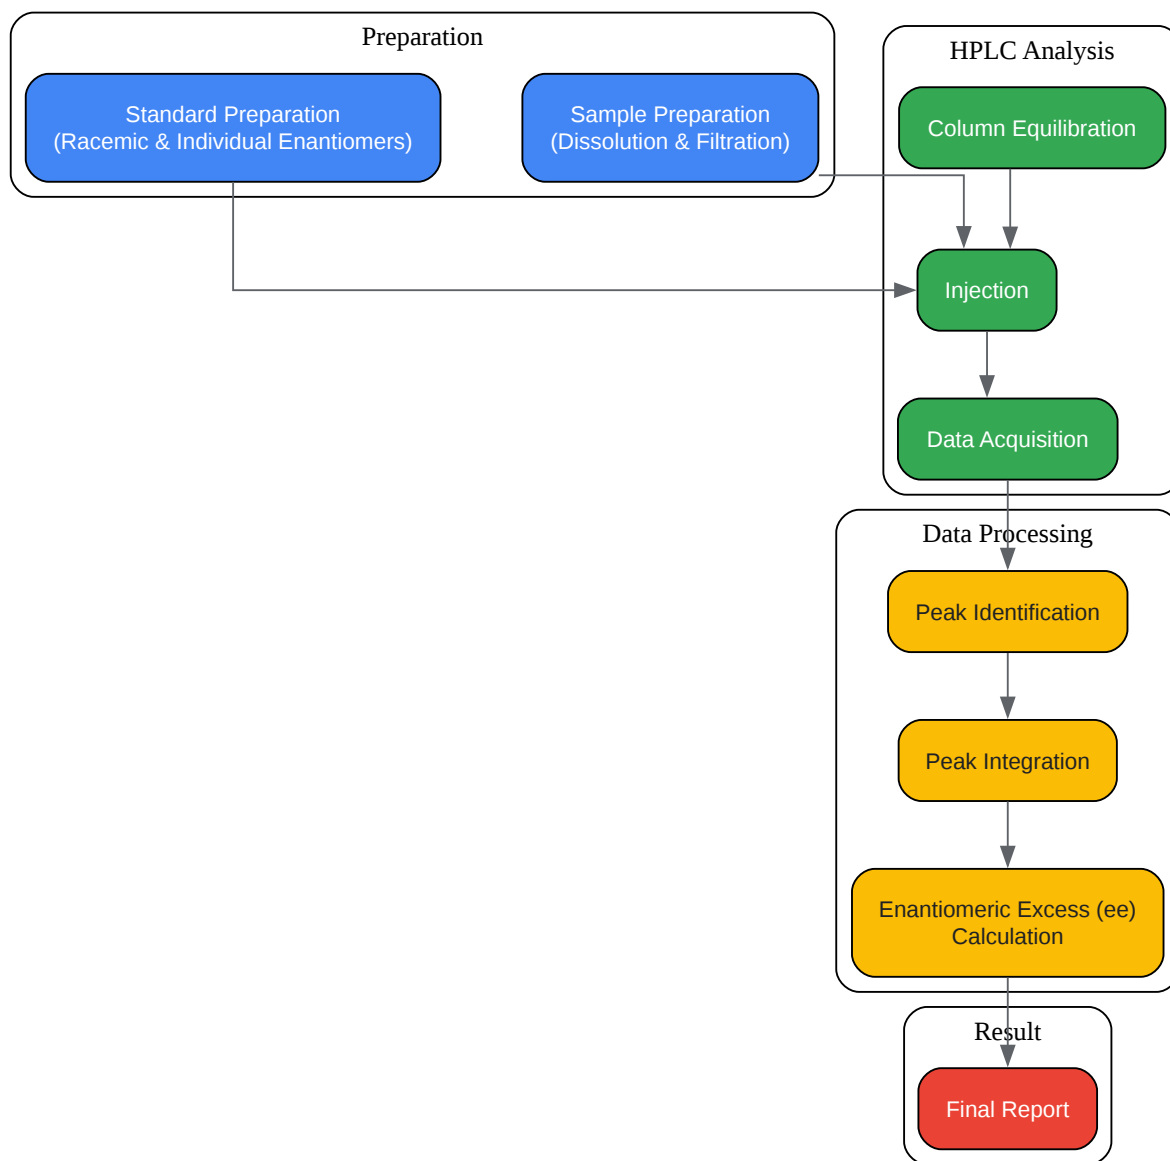 Preparation
Standard Preparation
(Racemic & Individual Enantiomers)
Sample Preparation
(Dissolution & Filtration)
HPLC Analysis
Column Equilibration
Injection
Data Acquisition
Data Processing
Peak Identification
Peak Integration
Enantiomeric Excess (ee)
Calculation
Result
Final Report